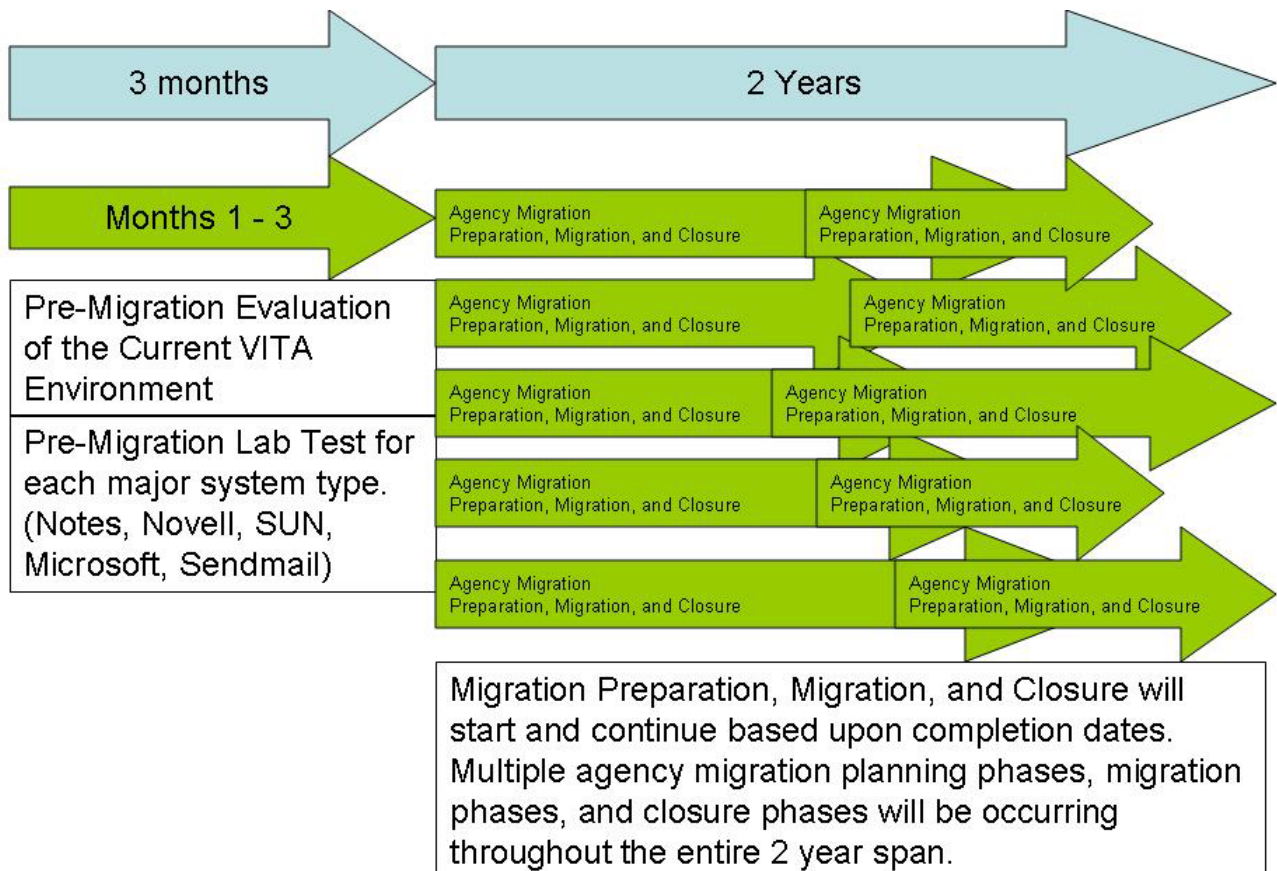 3 months
2 Years
Months 1 - 3
Agency Migration
Preparation, Migration, and Closure
Agency Migration
Preparation, Migration, and Closure
Pre-Migration Evaluation
of the Current VITA
Environment
Pre-Migration Lab Test for
each major system type.
(Notes, Novell, SUN,
Microsoft, Sendmail)
Agency Migration
Preparation, Migration, and Closure
Agency Migration
Preparation, Migration, and Closure
Agency Migration
Preparation, Migration, and Closure
Agency Migration
Preparation, Migration, and Closure
Agency Migration
Preparation, Migration, and Closure
Agency Migration
Preparation, Migration, and Closure
Agency Migration
Preparation, Migration, and Closure
Agency Migration
Preparation, Migration, and Closure
Migration Preparation, Migration, and Closure will
start and continue based upon completion dates.
Multiple agency migration planning phases, migration
phases, and closure phases will be occurring
throughout the entire 2 year span.